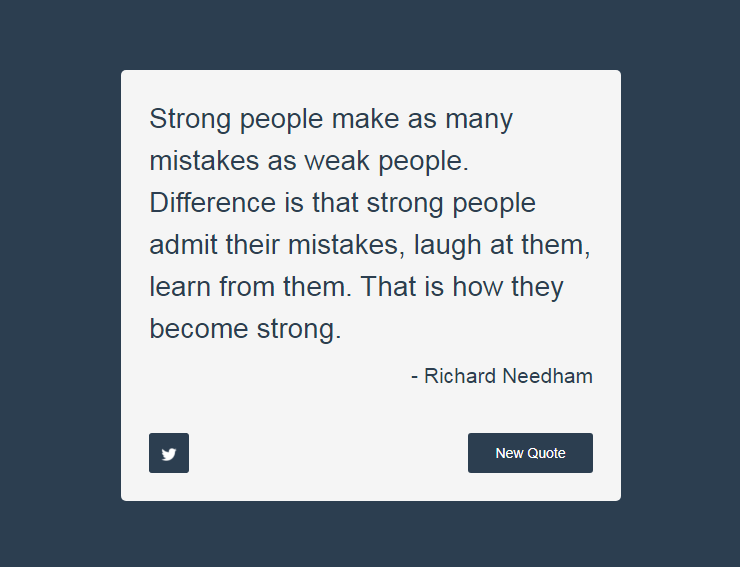 Strong people make as many
mistakes as weak people.
Difference is that strong people
admit their mistakes, laugh at them,
learn from them. That is how they
become strong.
- Richard Needham
New Quote